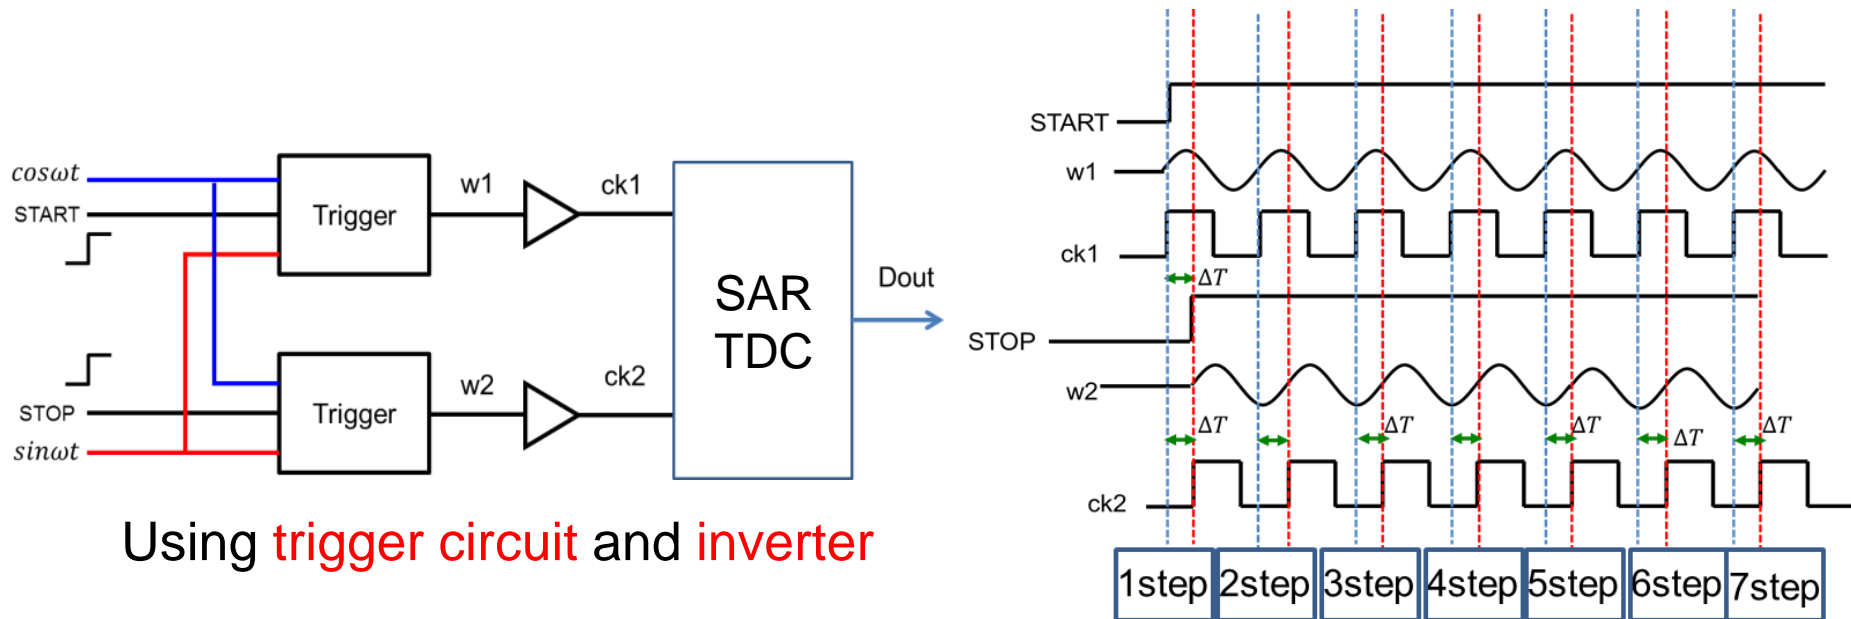 cosωt
START
Trigger
w1
ck1
STOP
sinωt
Trigger
w2
ck2
SAR
TDC
Dout
Using trigger circuit and inverter
START
w1
ck1
ΔT
STOP
w2
ΔT
ΔT
ΔT
ΔT
ΔT
ck2
1step
2step
3step
4step
5step
6step
7step